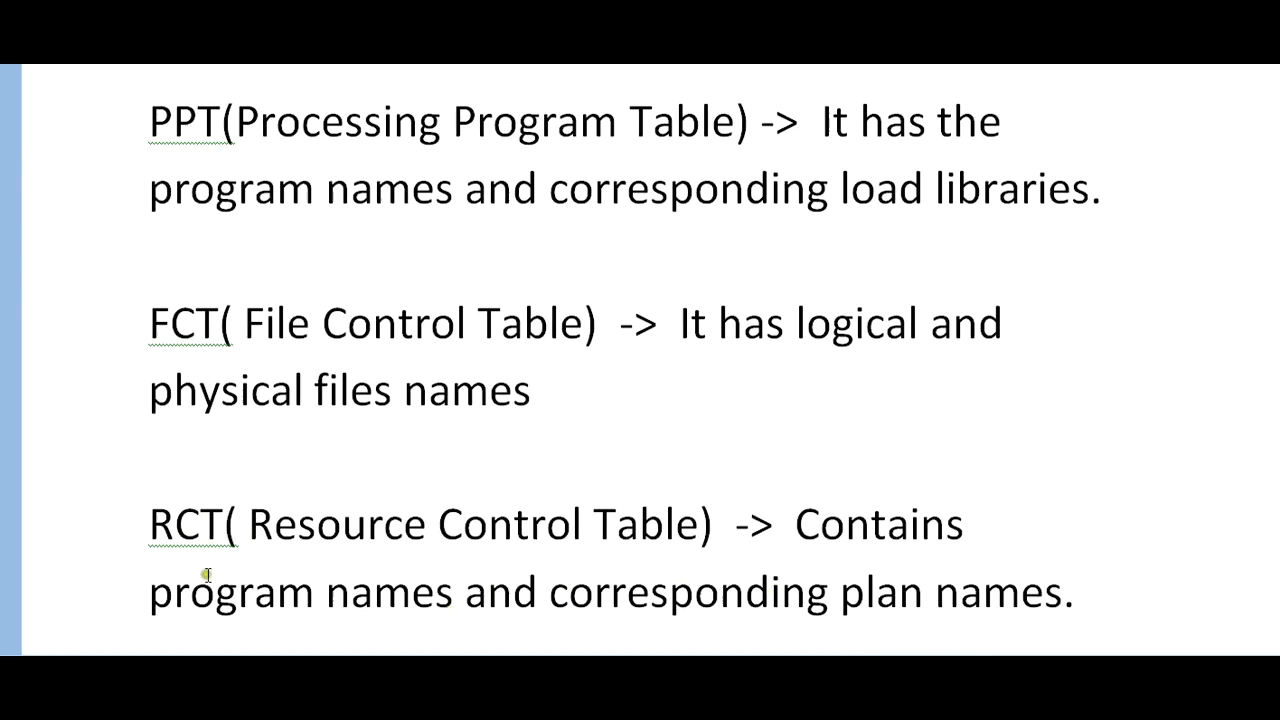 PPT(Processing Program Table) -> It has the
program names and corresponding load libraries.
FCT( File Control Table) -> It has logical and
physical files names
RCT( Resource Control Table) -> Contains
program names and corresponding plan names.